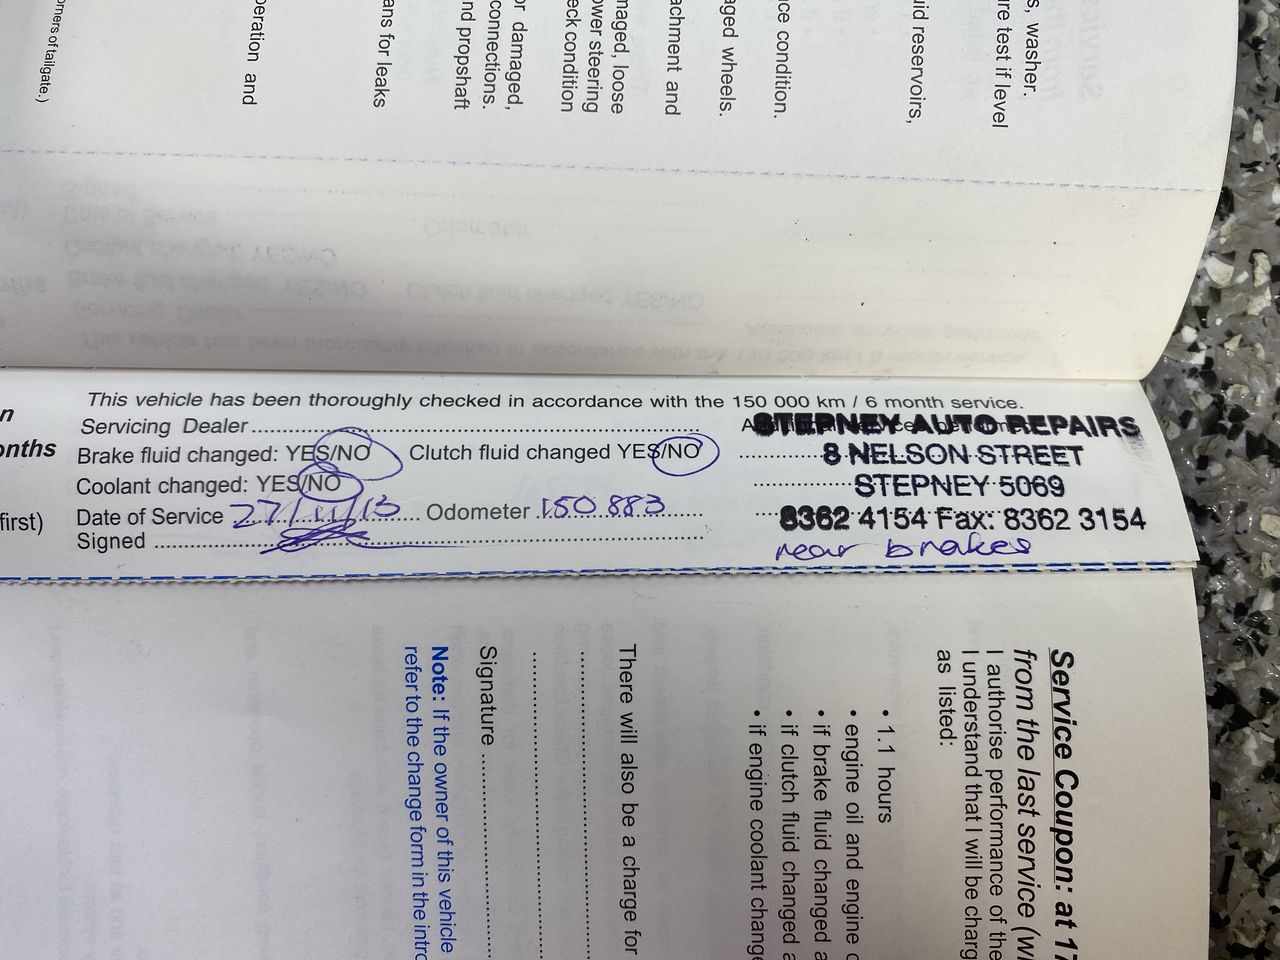 This vehicle has been thoroughly checked in accordance with the 150 000 km / 6 month service.
Servicing Dealer
Brake fluid changed: YES/NO Clutch fluid changed YES/NO
Coolant changed: YES/NO
Date of Service 27/11/13 Odometer 150 883
Signed
STEPNEY AUTO REPAIRS
8 NELSON STREET
STEPNEY 5069
8362 4154 Fax: 8362 3154
rear brakes
n
onths
first)
s, washer.
re test if level
uid reservoirs,
ce condition.
aged wheels.
achment and
maged, loose
ower steering
eck condition
or damaged,
connections.
nd propshaft
ans for leaks
peration and
orners of tailgate.)
Service Coupon: at 17
from the last service (wi
I authorise performance of the
I understand that I will be charg
as listed:
• 1.1 hours
• engine oil and engine
• if brake fluid changed a
• if clutch fluid changed a
• if engine coolant change
There will also be a charge for
Signature
Note: If the owner of this vehicle
refer to the change form in the intro